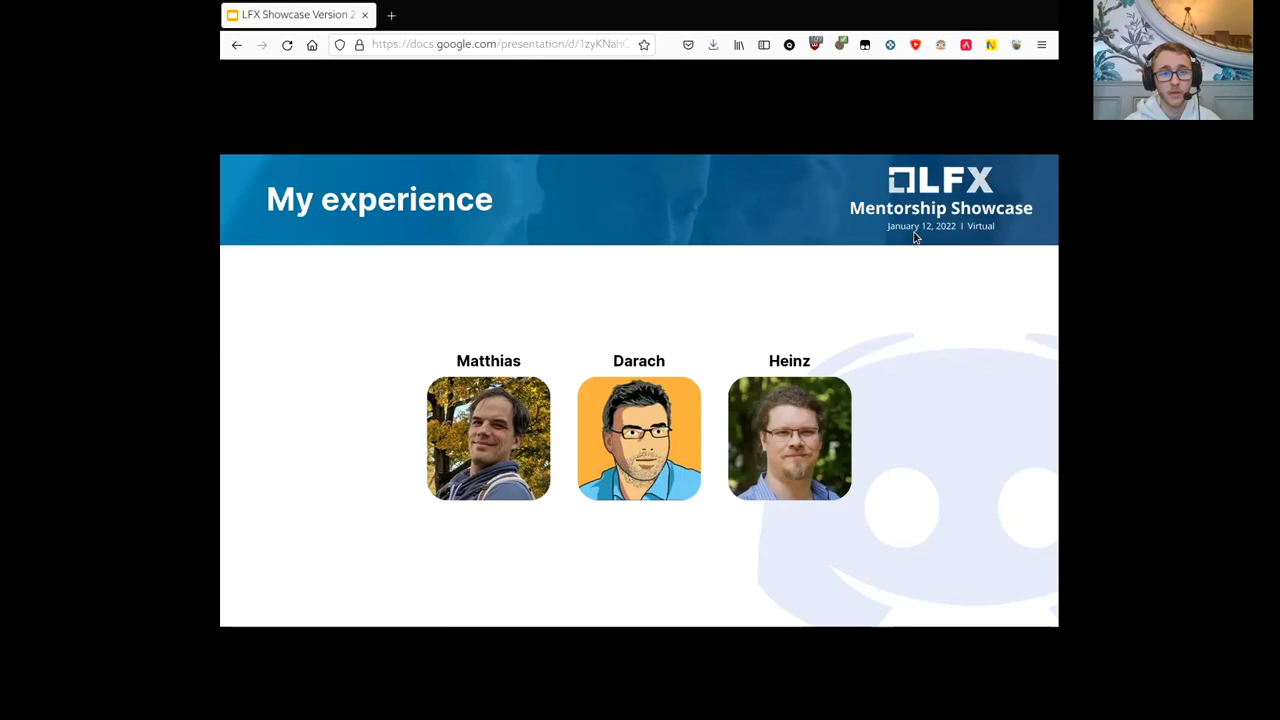 LFX Showcase Version 2
https://docs.google.com/presentation/d/1zyKNah
My experience
LFX
Mentorship Showcase
January 12, 2022 | Virtual
Matthias
Darach
Heinz